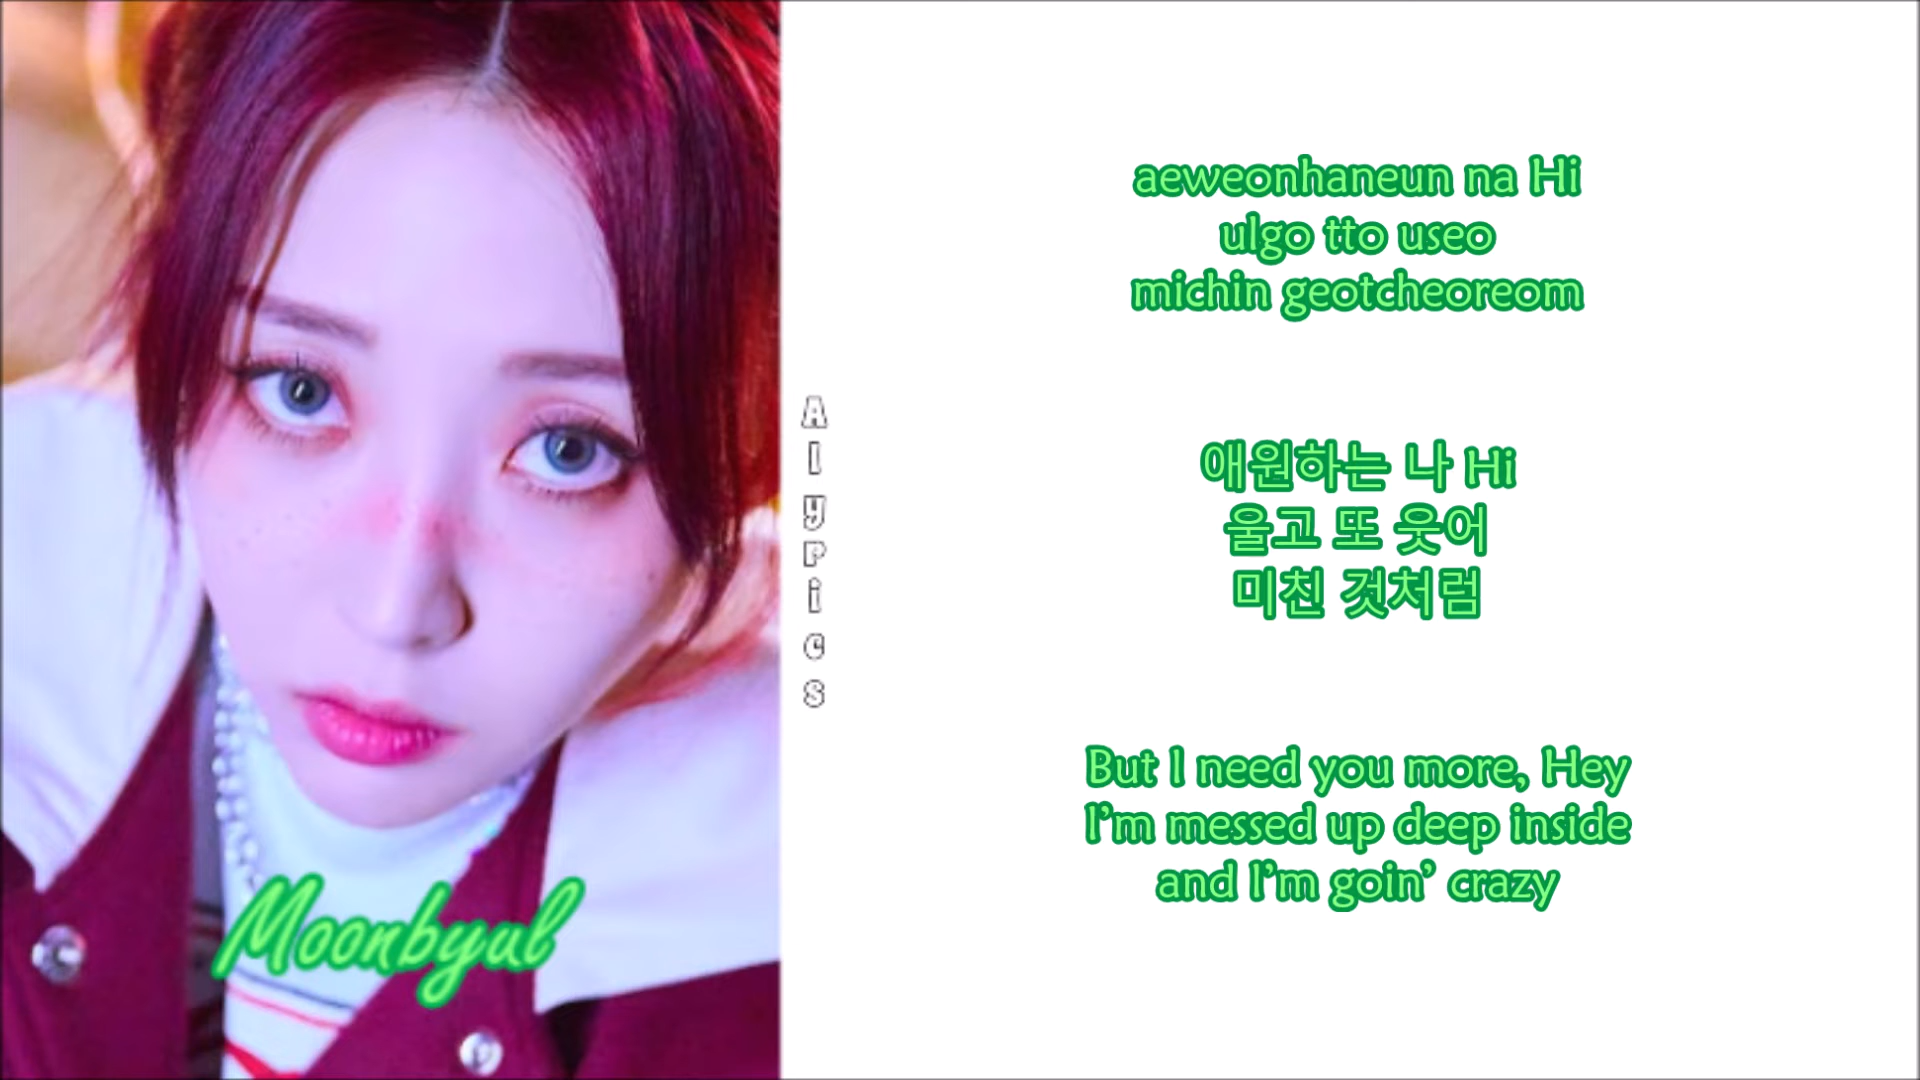 aeweonhaneun na Hi
ulgo tto useo
michin geotcheoreom
Alypics
애원하는 나 Hi
울고 또 웃어
미친 것처럼
But I need you more, Hey
I'm messed up deep inside
and I'm goin' crazy
Moonbyul